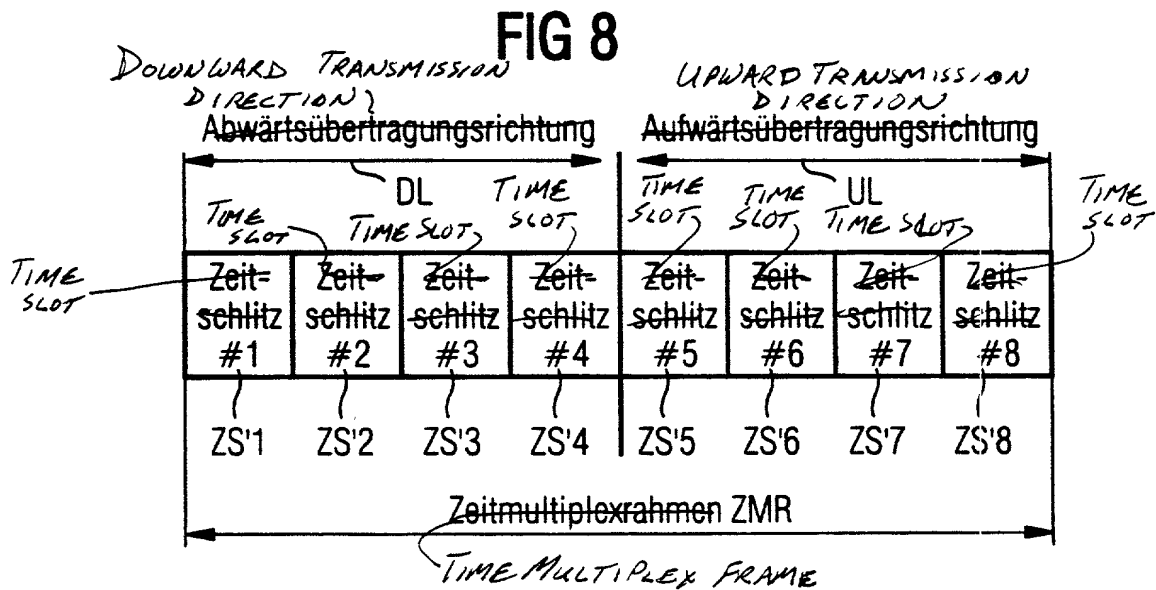 FIG 8
DOWNWARD TRANSMISSION
DIRECTION
UPWARD TRANSMISSION
DIRECTION
Abwärtsübertragungsrichtung
Aufwärtsübertragungsrichtung
DL
UL
TIME
SLOT
TIME
SLOT
TIME SLOT
TIME
SLOT
TIME
SLOT
TIME
SLOT
TIME SLOT
TIME
SLOT
Zeit-
schlitz
#1
Zeit-
schlitz
#2
Zeit-
schlitz
#3
Zeit-
schlitz
#4
Zeit-
schlitz
#5
Zeit-
schlitz
#6
Zeit-
schlitz
#7
Zeit-
schlitz
#8
ZS'1 ZS'2 ZS'3 ZS'4 ZS'5 ZS'6 ZS'7 ZS'8
Zeitmultiplexrahmen ZMR
TIME MULTIPLEX FRAME